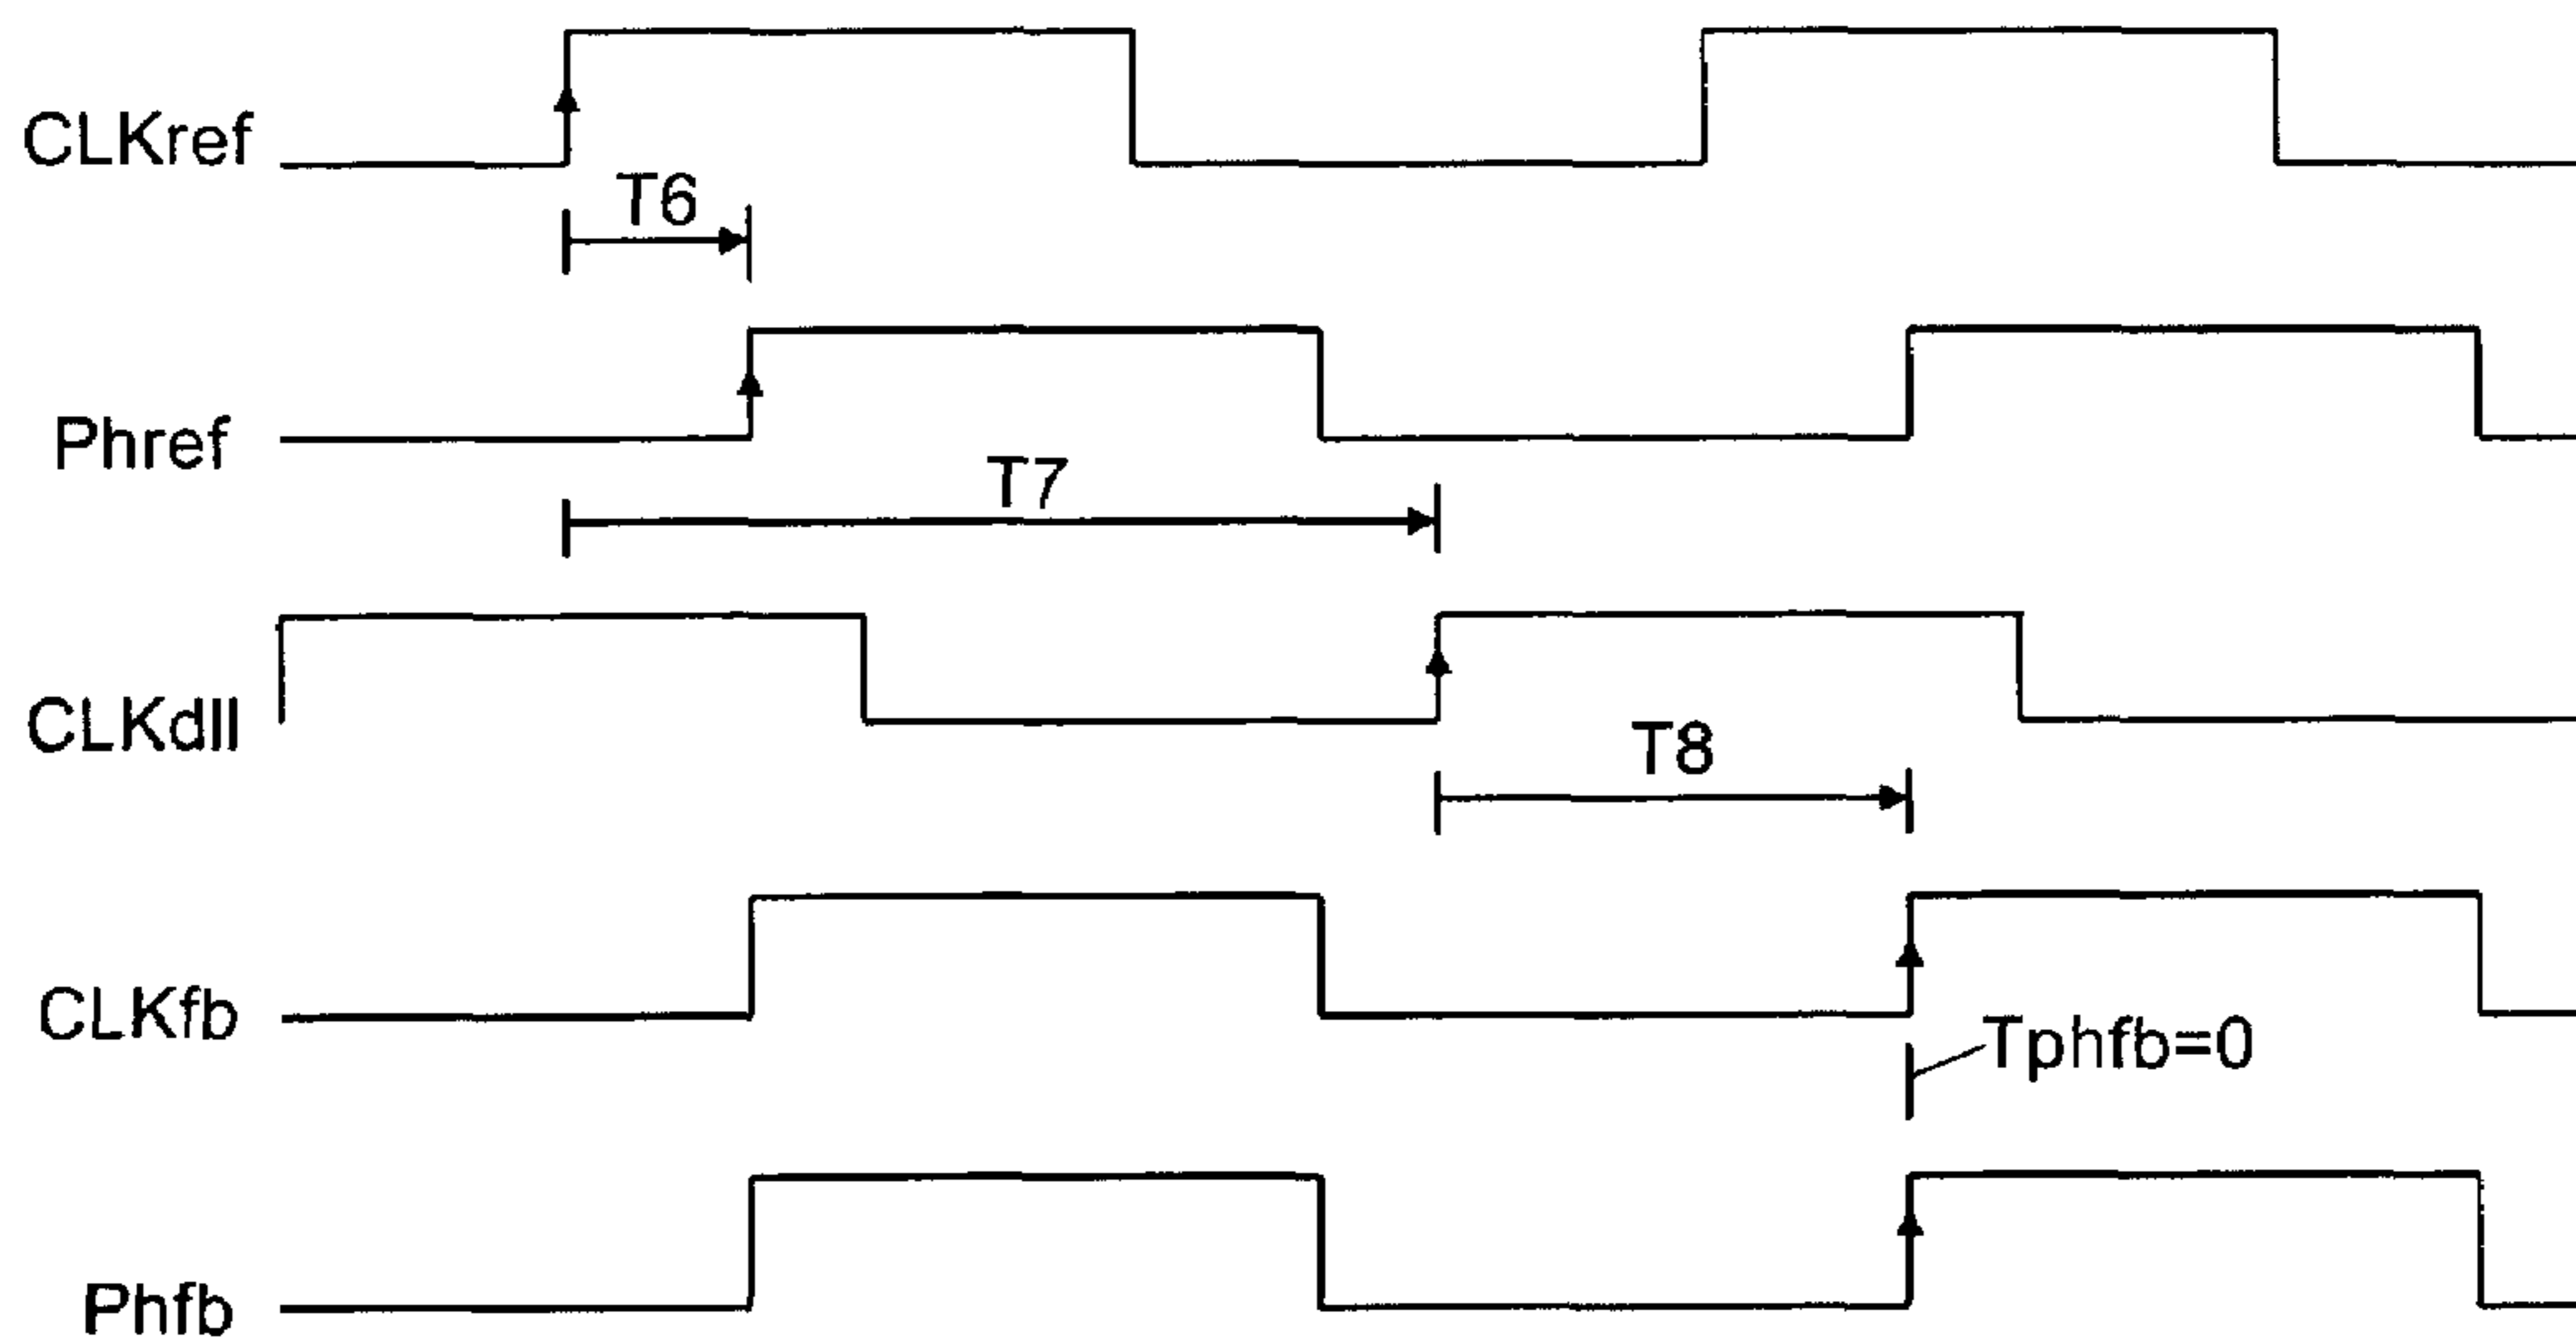 CLKref
T6
Phref
T7
CLKdll
T8
CLKfb
Tphfb=0
Phfb